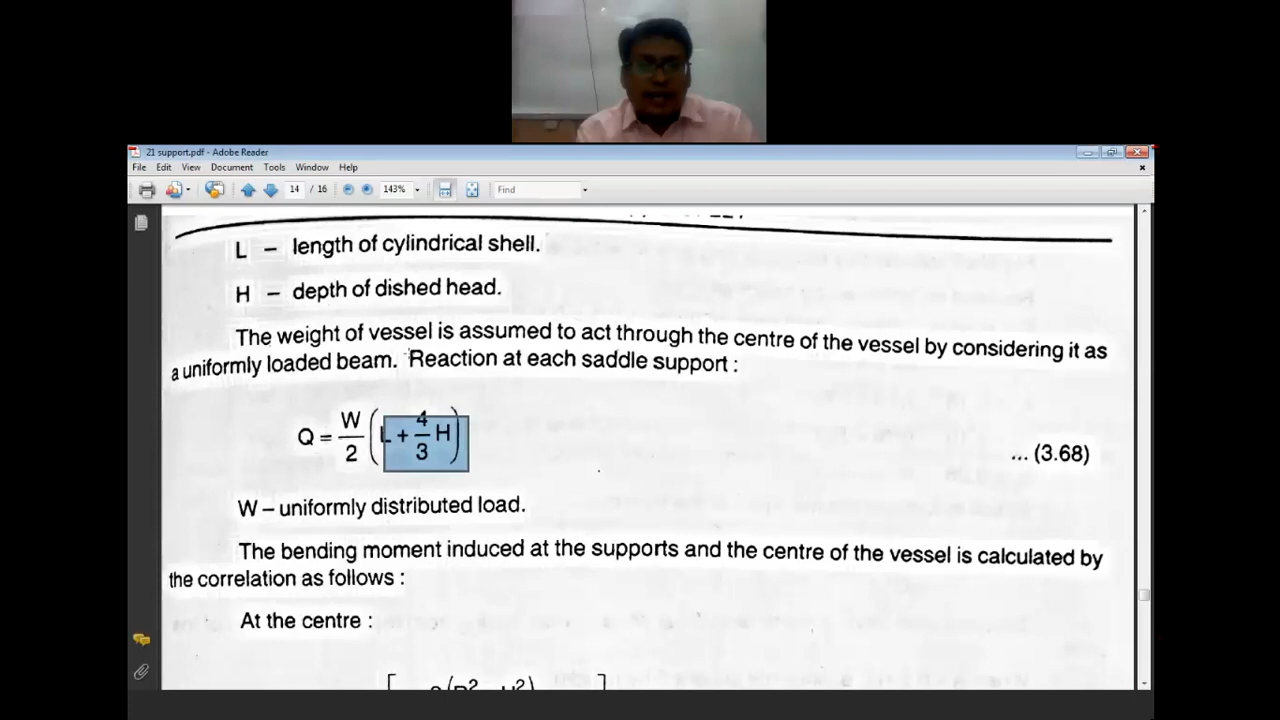 21 support.pdf - Adobe Reader
File Edit View Document Tools Window Help
14 / 16 143% Find
L – length of cylindrical shell.
H – depth of dished head.
The weight of vessel is assumed to act through the centre of the vessel by considering it as
a uniformly loaded beam. Reaction at each saddle support :
Q = W/2 (L + 4/3 H) ... (3.68)
W – uniformly distributed load.
The bending moment induced at the supports and the centre of the vessel is calculated by
the correlation as follows :
At the centre :